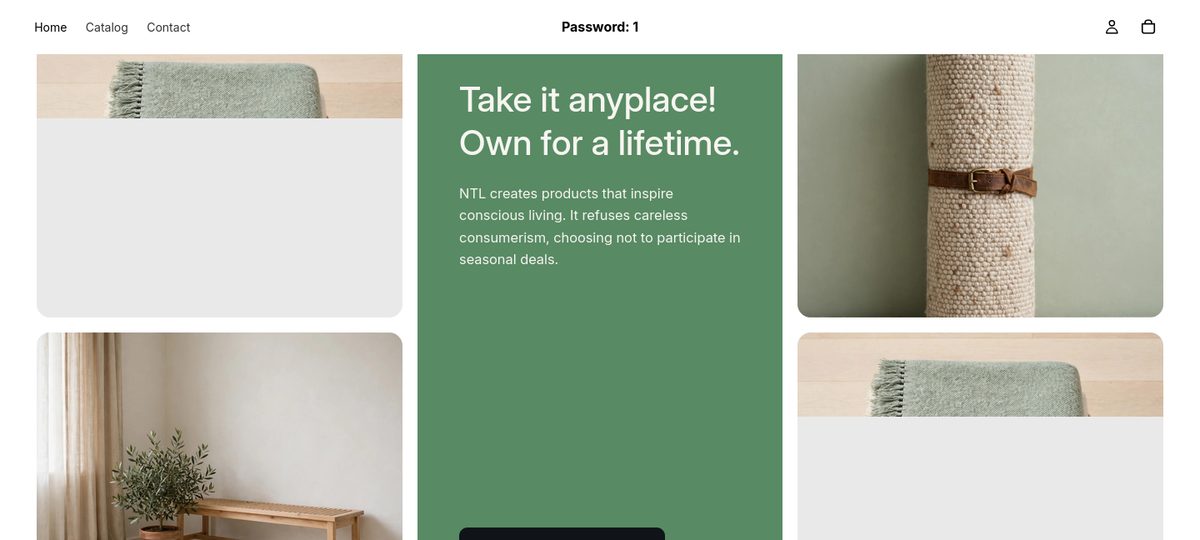 Home Catalog Contact Password: 1
Take it anyplace!
Own for a lifetime.
NTL creates products that inspire
conscious living. It refuses careless
consumerism, choosing not to participate in
seasonal deals.